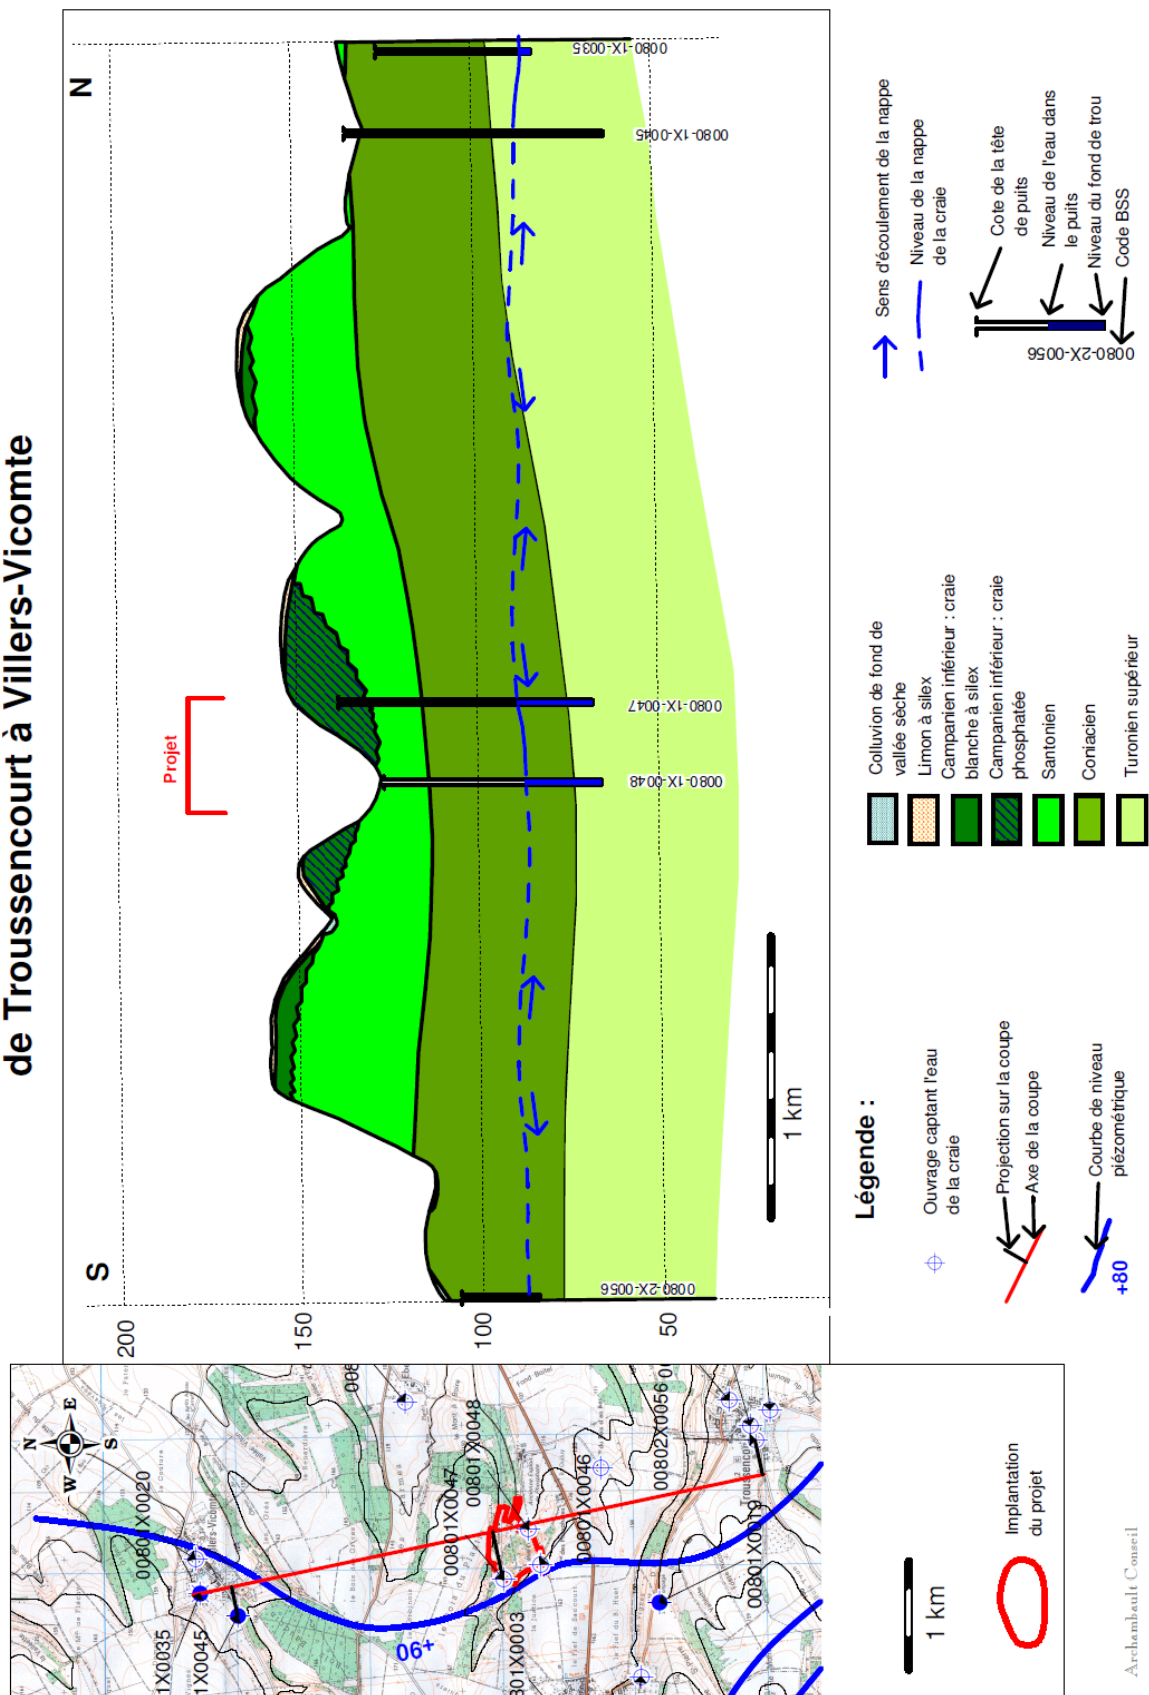 de Troussencourt à Villers-Vicomte
S
N
Projet
200
150
100
50
0080-2X-0056
0080-1X-0048
0080-1X-0047
0080-1X-0045
0080-1X-0035
1 km
Légende :
Ouvrage captant l'eau
de la craie
Projection sur la coupe
Axe de la coupe
Courbe de niveau
piézométrique
+80
Colluvion de fond de
vallée sèche
Limon à silex
Campanien inférieur : craie
blanche à silex
Campanien inférieur : craie
phosphatée
Santonien
Coniacien
Turonien supérieur
Sens d'écoulement de la nappe
Niveau de la nappe
de la craie
Cote de la tête
de puits
Niveau de l'eau dans
le puits
Niveau du fond de trou
Code BSS
0080-2X-0056
N
E
S
W
00801X0020
1X0035
1X0045
+90
00801X0047
00801X0048
801X0003
00801X0046
00802X0056
00801X0019
1 km
Implantation
du projet
Archambault Conseil